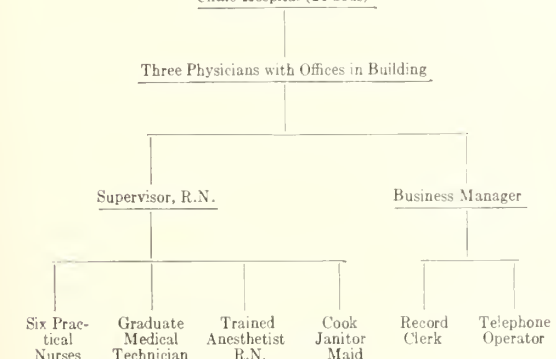 Three Physicians with Offices in Building
Supervisor, R.N.
Business Manager
Six Prac-
tical
Nurses
Graduate
Medical
Technician
Trained
Anesthetist
R.N.
Cook
Janitor
Maid
Record
Clerk
Telephone
Operator